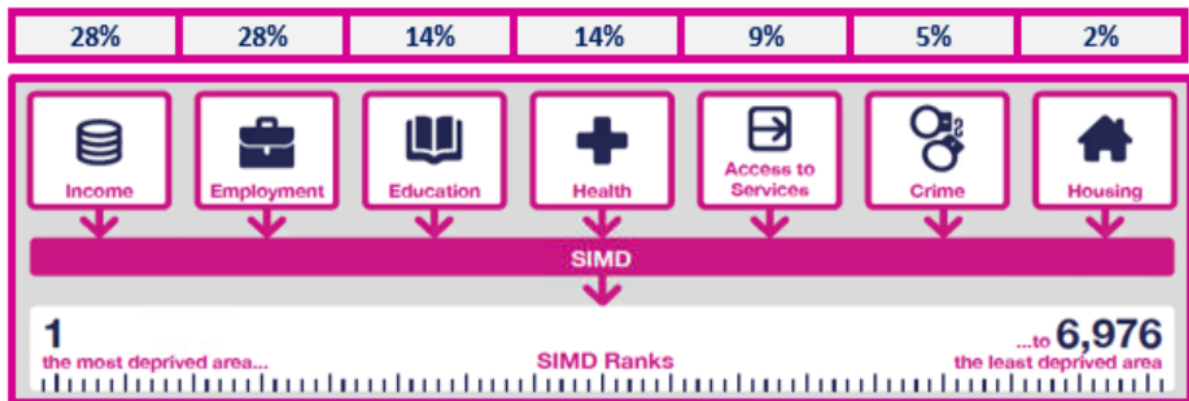 28% 28% 14% 14% 9% 5% 2%
Income Employment Education Health Access to Services Crime Housing
SIMD
1 ...to 6,976
the most deprived area... SIMD Ranks the least deprived area